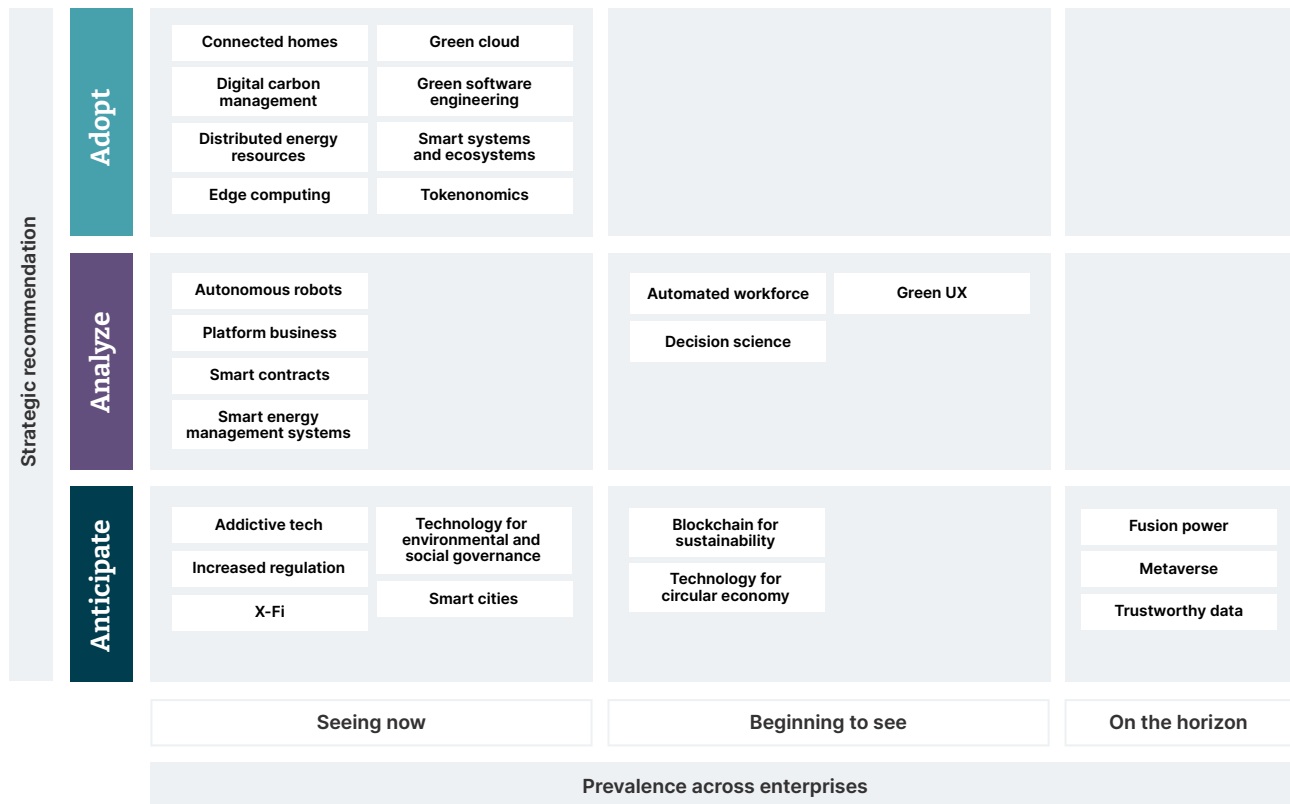 Strategic recommendation
Adopt
Connected homes
Green cloud
Digital carbon
management
Green software
engineering
Distributed energy
resources
Smart systems
and ecosystems
Edge computing
Tokenonomics
Analyze
Autonomous robots
Platform business
Smart contracts
Smart energy
management systems
Automated workforce
Green UX
Decision science
Anticipate
Addictive tech
Technology for
environmental and
social governance
Increased regulation
Smart cities
X-Fi
Blockchain for
sustainability
Technology for
circular economy
Fusion power
Metaverse
Trustworthy data
Seeing now
Beginning to see
On the horizon
Prevalence across enterprises